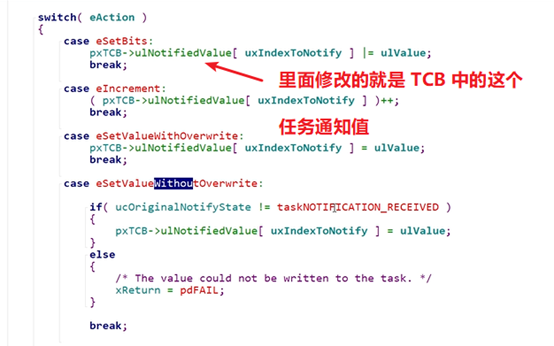 switch( eAction )
{
case eSetBits:
pxTCB->ulNotifiedValue[ uxIndexToNotify ] |= ulValue;
break;
里面修改的就是 TCB 中的这个
任务通知值
case eIncrement:
( pxTCB->ulNotifiedValue[ uxIndexToNotify ] )++;
break;
case eSetValueWithOverwrite:
pxTCB->ulNotifiedValue[ uxIndexToNotify ] = ulValue;
break;
case eSetValueWithoutOverwrite:
if( ucOriginalNotifyState != taskNOTIFICATION_RECEIVED )
{
pxTCB->ulNotifiedValue[ uxIndexToNotify ] = ulValue;
}
else
{
/* The value could not be written to the task. */
xReturn = pdFAIL;
}
break;